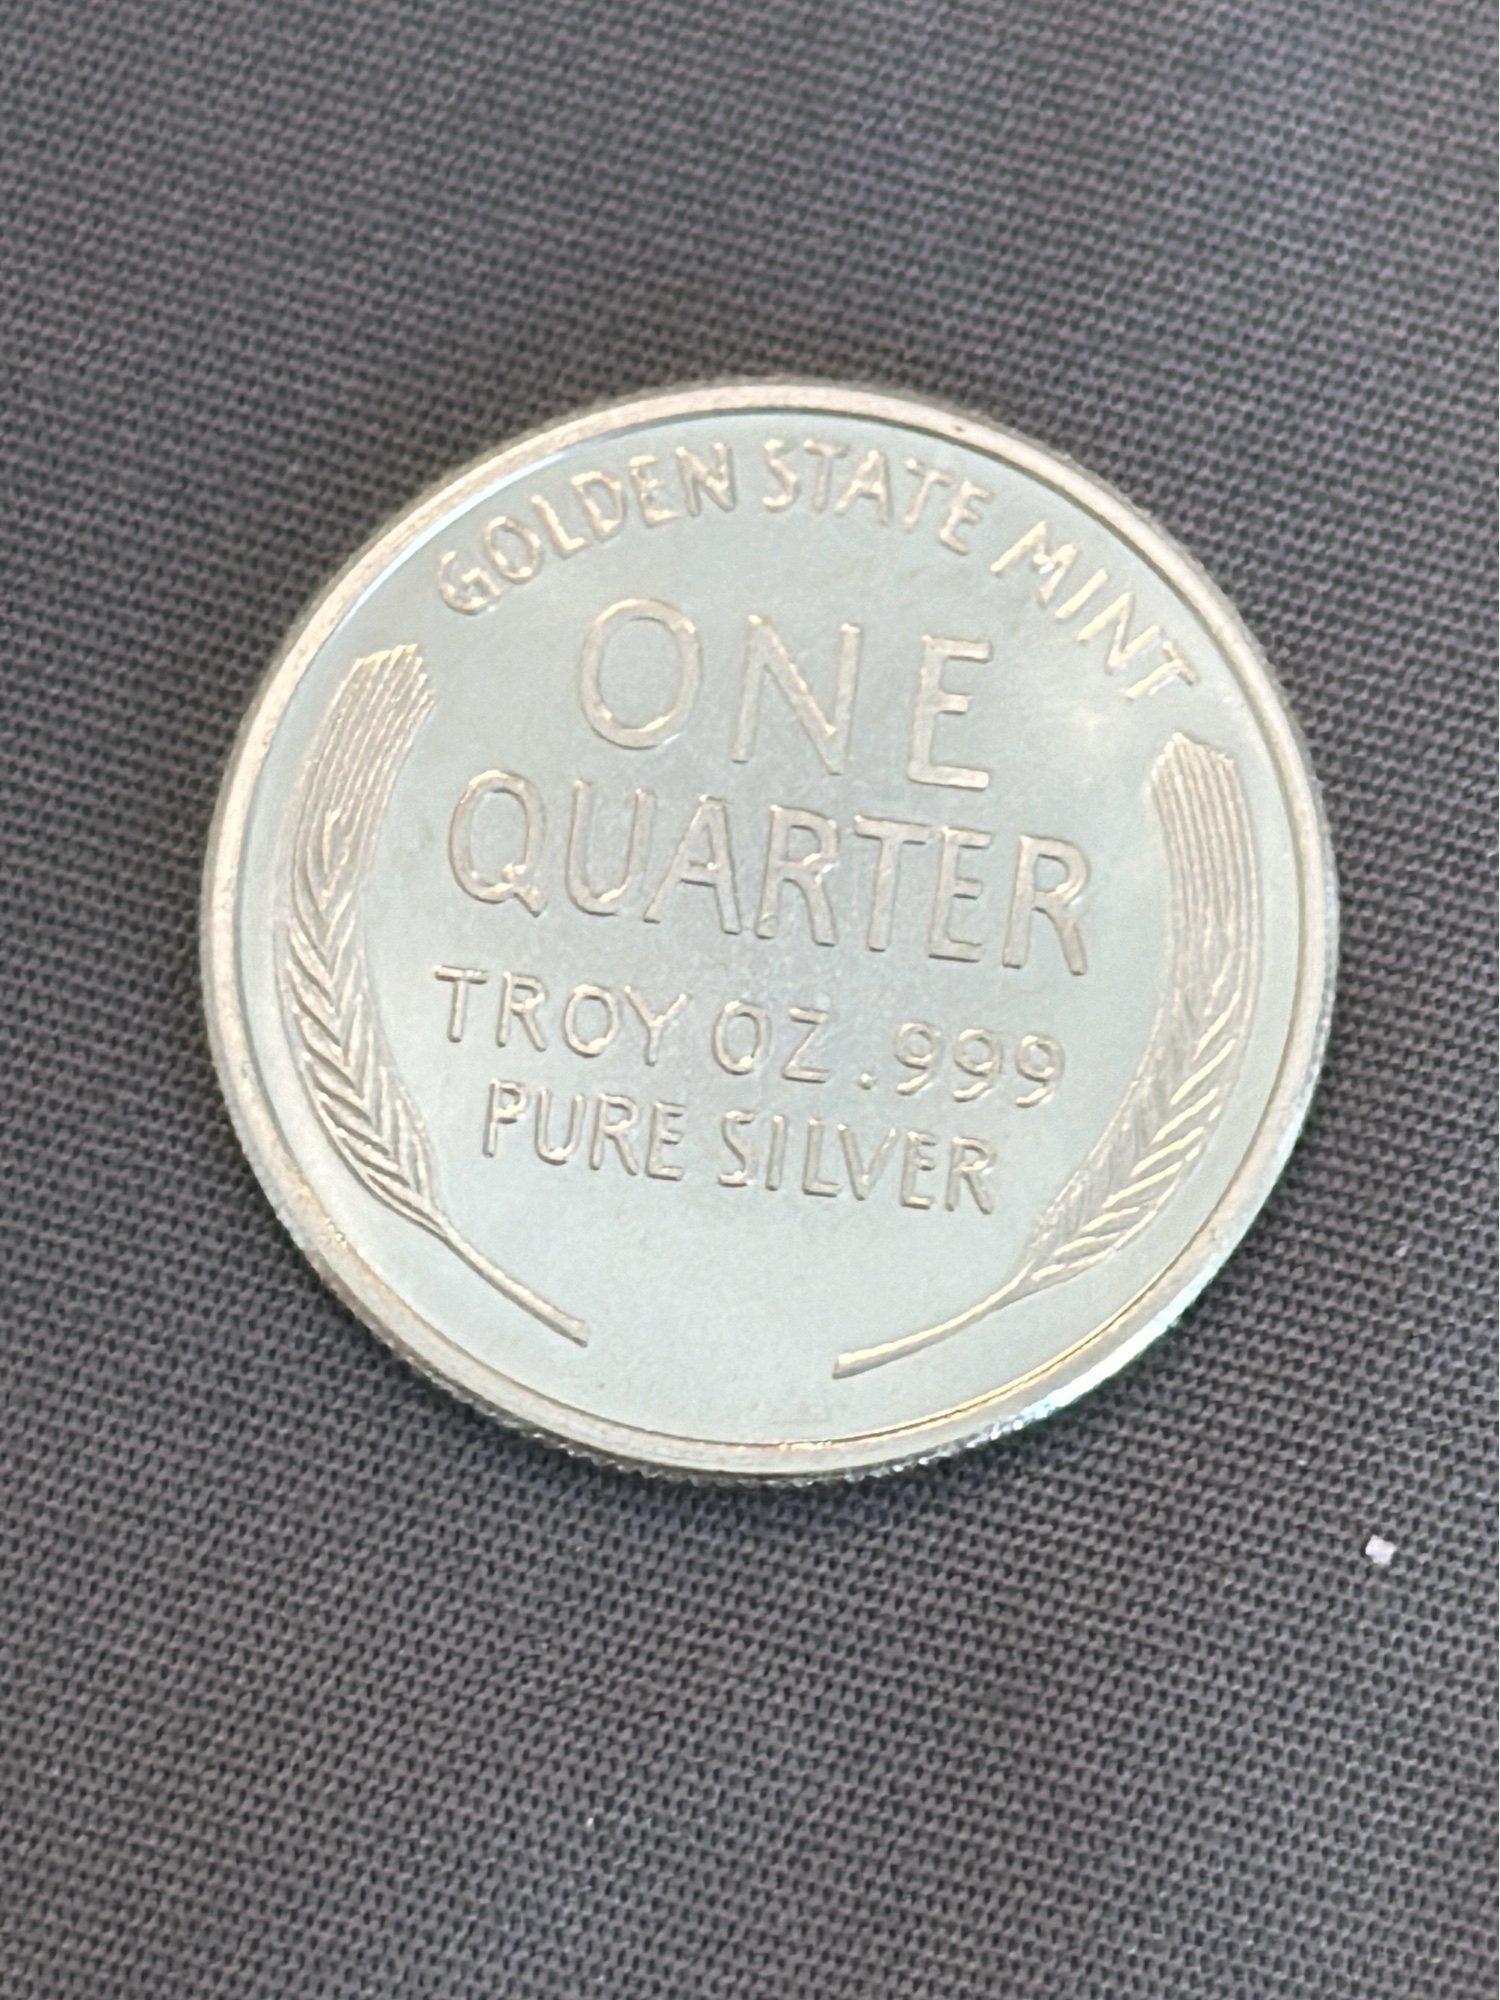 GOLDEN STATE MINT
ONE
QUARTER
TROY OZ .999
PURE SILVER